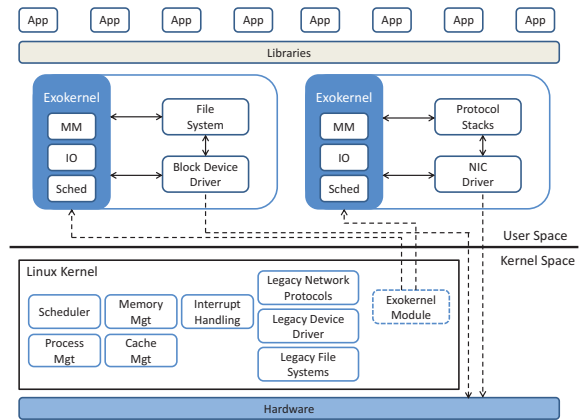 App App App App App App App App
Libraries
Exokernel
MM
IO
Sched
File
System
Block Device
Driver
Exokernel
MM
IO
Sched
Protocol
Stacks
NIC
Driver
User Space
Kernel Space
Linux Kernel
Scheduler
Memory
Mgt
Interrupt
Handling
Process
Mgt
Cache
Mgt
Legacy Network
Protocols
Legacy Device
Driver
Legacy File
Systems
Exokernel
Module
Hardware